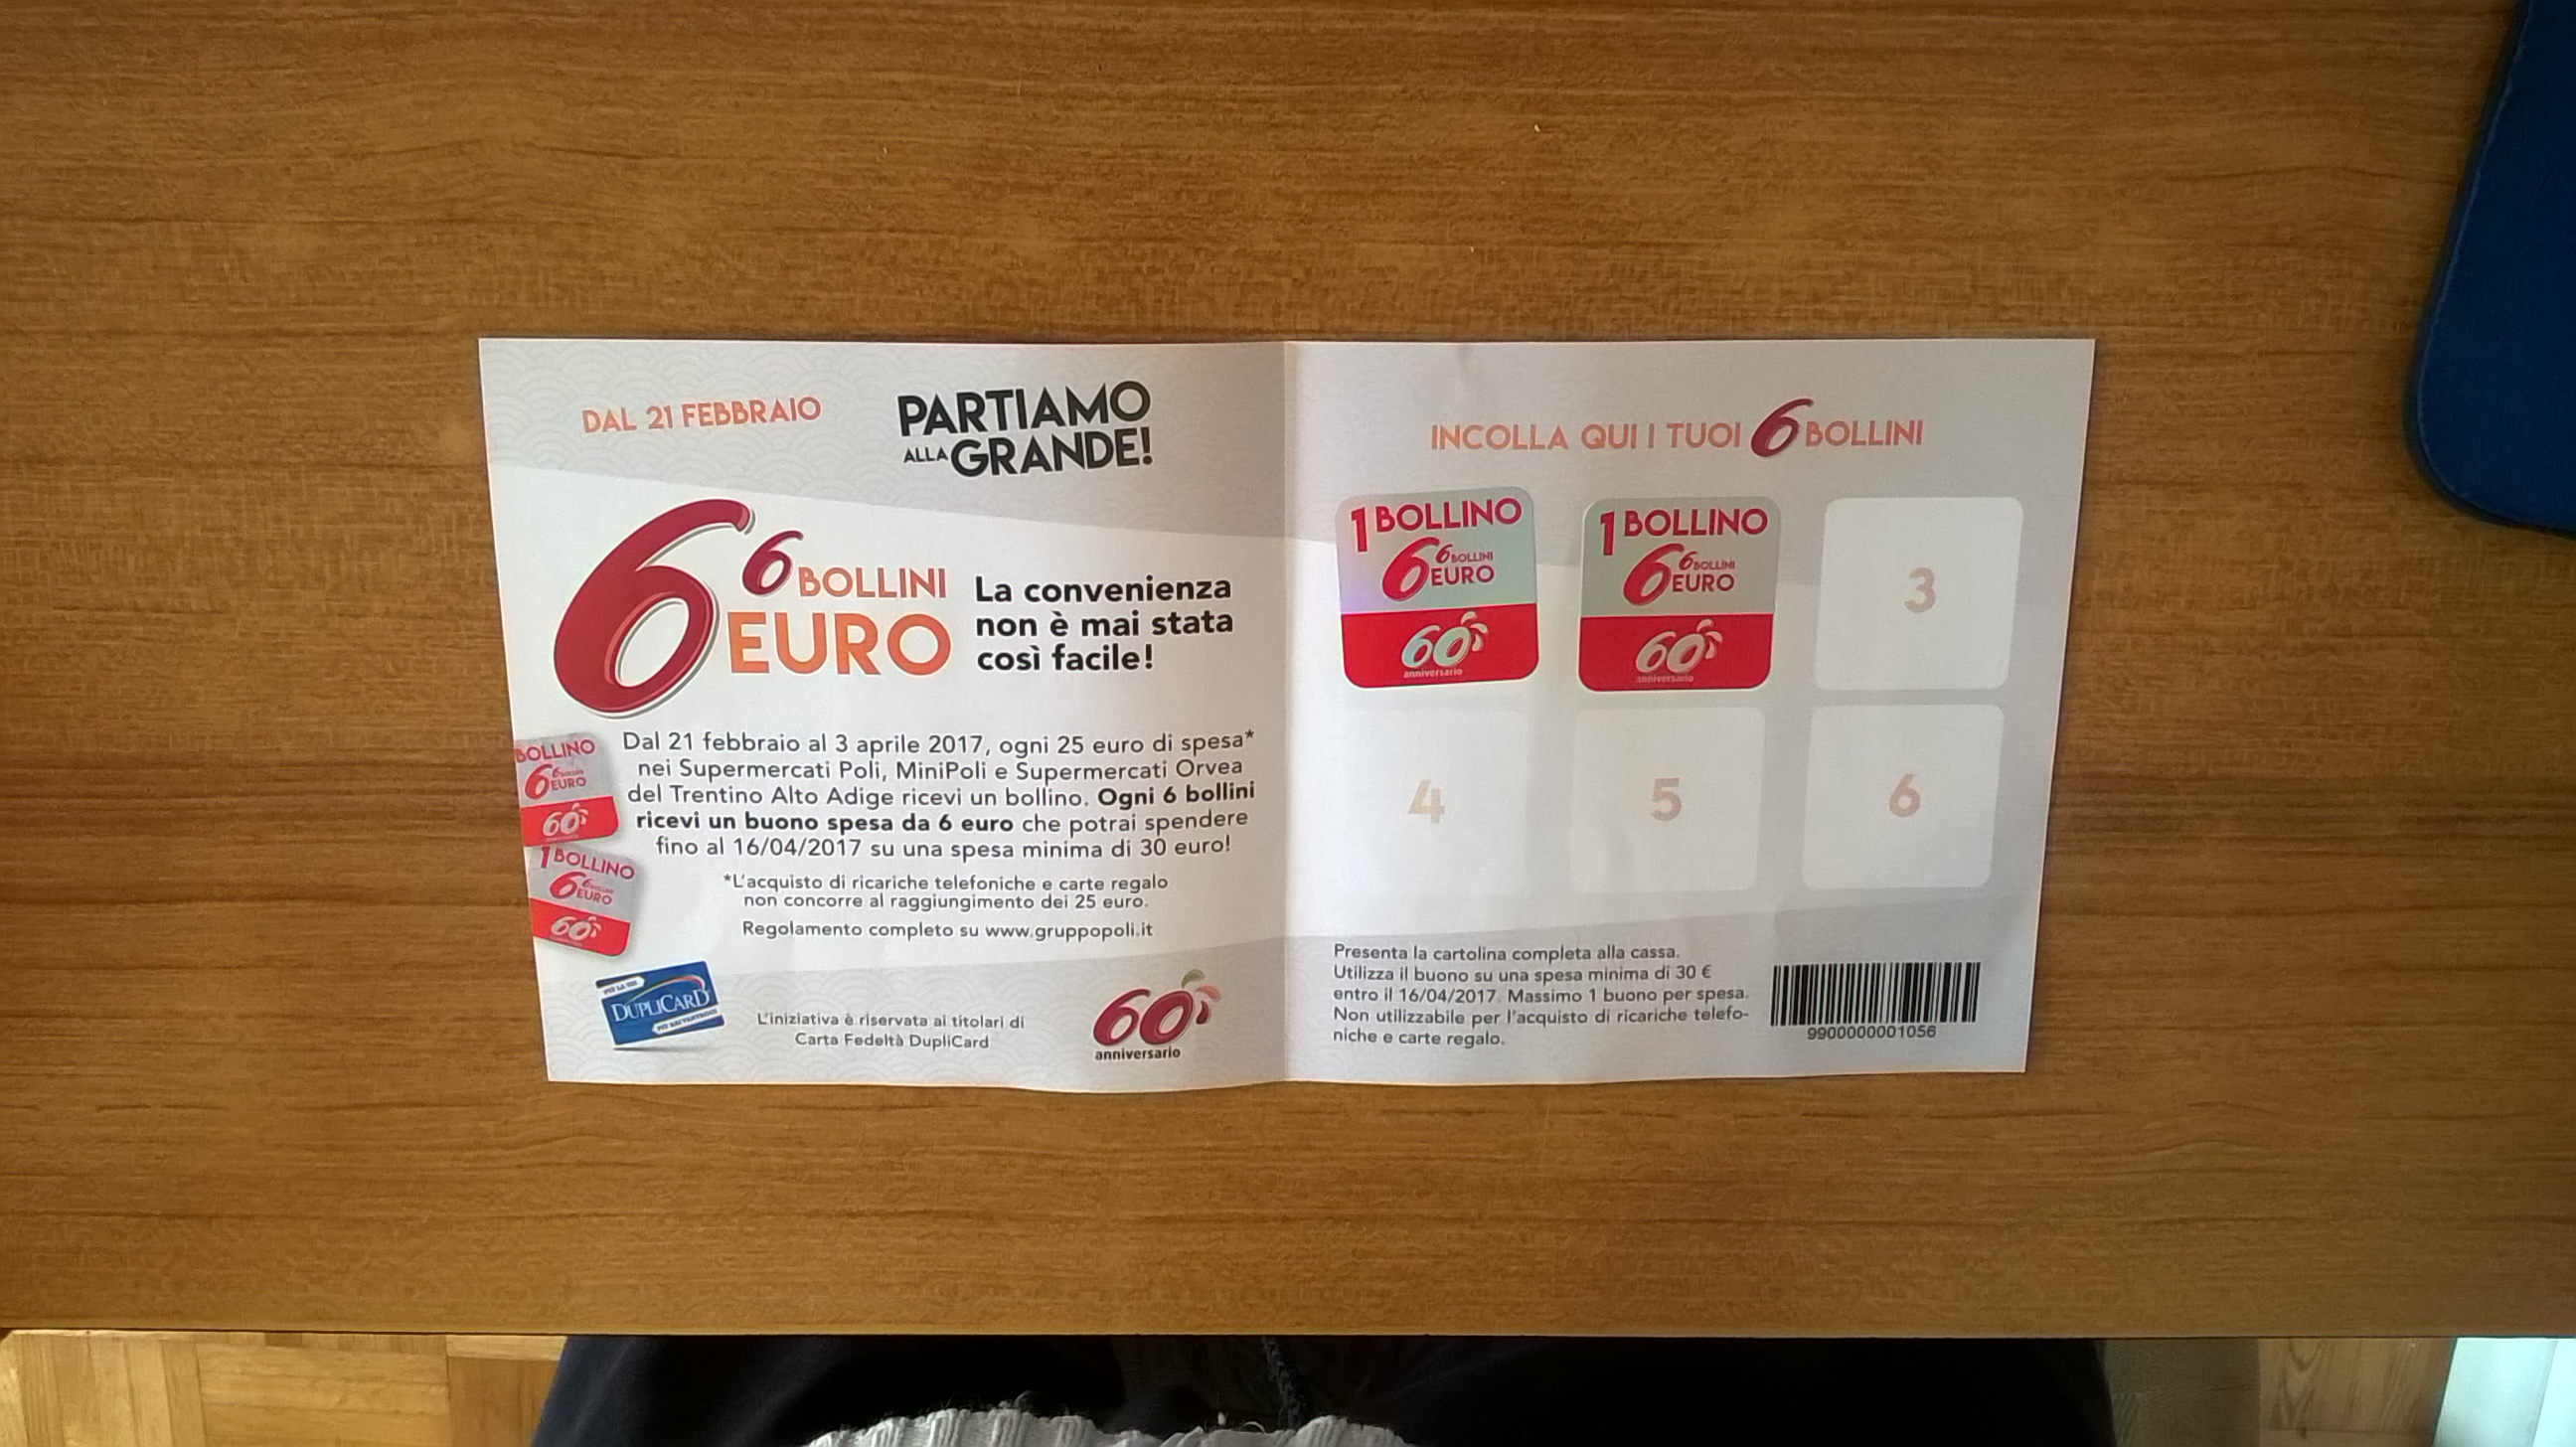 DAL 21 FEBBRAIO
PARTIAMO
ALLA GRANDE!
6 6 BOLLINI
EURO
La convenienza
non è mai stata
così facile!
BOLLINO
6 6 BOLLINI
EURO
60
1 BOLLINO
6 6 BOLLINI
EURO
60
Dal 21 febbraio al 3 aprile 2017, ogni 25 euro di spesa*
nei Supermercati Poli, MiniPoli e Supermercati Orvea
del Trentino Alto Adige ricevi un bollino. Ogni 6 bollini
ricevi un buono spesa da 6 euro che potrai spendere
fino al 16/04/2017 su una spesa minima di 30 euro!
*L'acquisto di ricariche telefoniche e carte regalo
non concorre al raggiungimento dei 25 euro.
Regolamento completo su www.gruppopoli.it
DUPLICARD
L'iniziativa è riservata ai titolari di
Carta Fedeltà DupliCard
60
anniversario
INCOLLA QUI I TUOI 6 BOLLINI
1 BOLLINO
6 6 BOLLINI
EURO
60
anniversario
1 BOLLINO
6 6 BOLLINI
EURO
60
anniversario
3
4
5
6
Presenta la cartolina completa alla cassa.
Utilizza il buono su una spesa minima di 30 €
entro il 16/04/2017. Massimo 1 buono per spesa.
Non utilizzabile per l'acquisto di ricariche telefo-
niche e carte regalo.
9900000001056